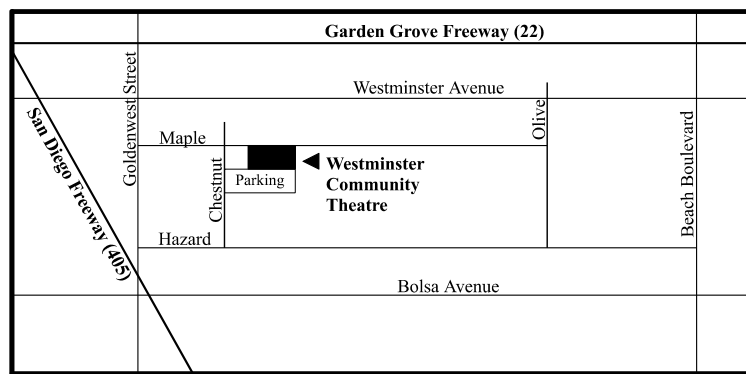 Garden Grove Freeway (22)
Goldenwest Street
Westminster Avenue
San Diego Freeway (405)
Maple
Olive
Beach Boulevard
Chestnut
Parking
Westminster
Community
Theatre
Hazard
Bolsa Avenue